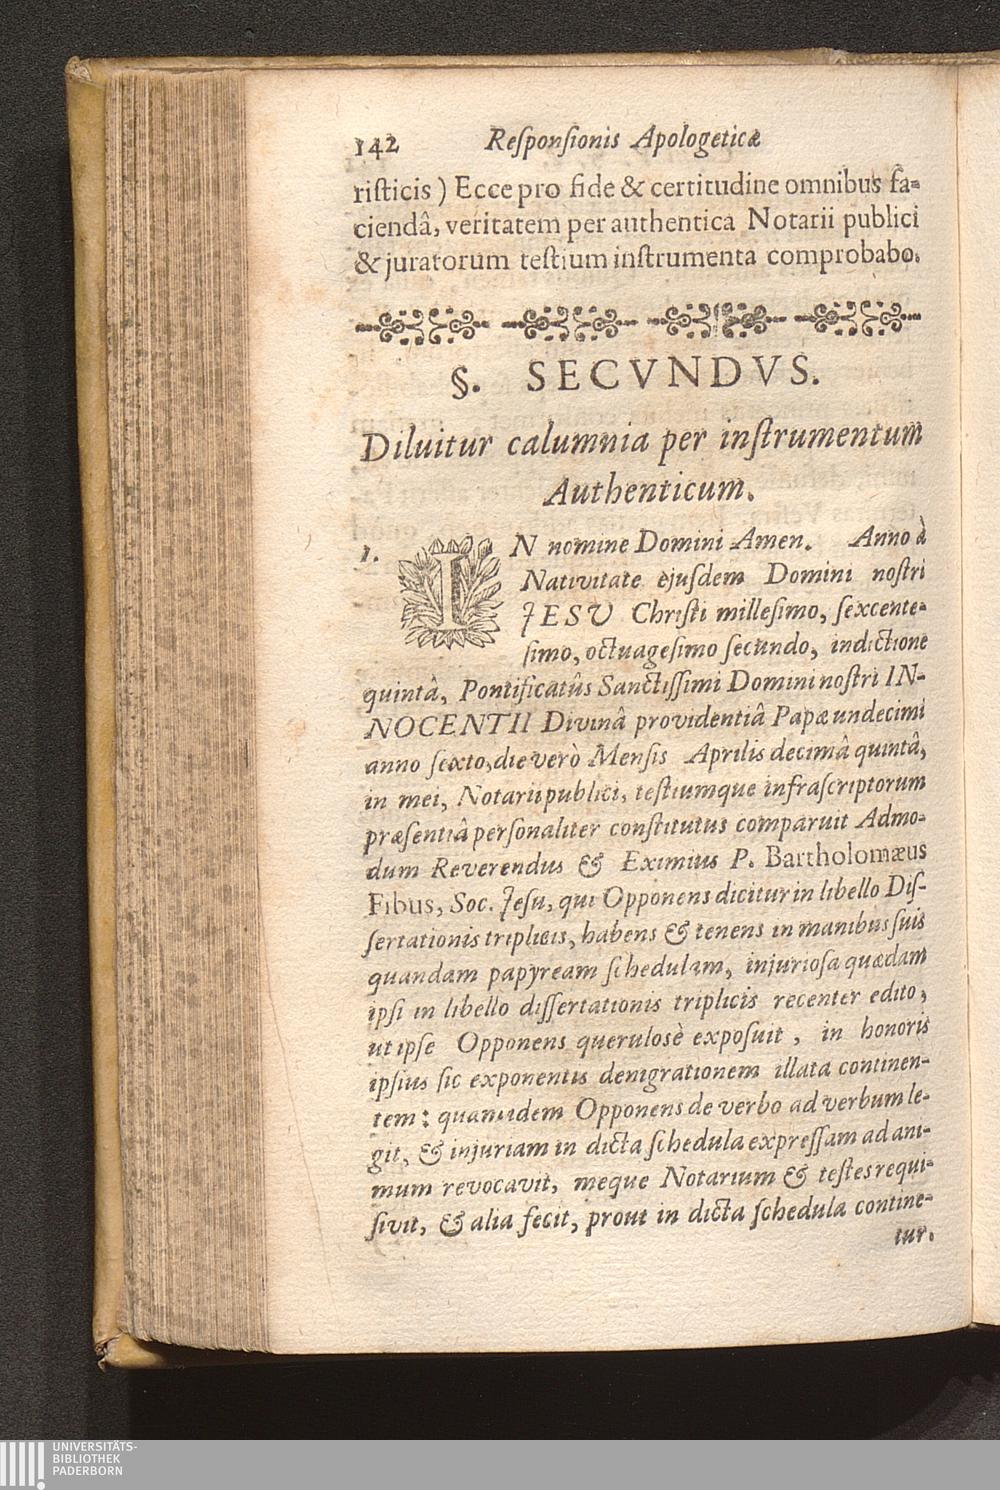 142 Reſponſionis Apologeticæ
riſticis) Ecce pro fide & certitudine omnibus fa-
ciendâ, veritatem per authentica Notarii publici
& juratorum teſtium inſtrumenta comprobabo.
§. SECVNDVS.
Diluitur calumnia per inſtrumentum
Authenticum.
1. IN nomine Domini Amen. Anno à
Nativitate ejuſdem Domini noſtri
JESU Chriſti milleſimo, ſexcente-
ſimo, octuageſimo ſecundo, indictione
quintâ, Pontificatûs Sanctiſſimi Domini noſtri IN-
NOCENTII Divinâ providentiâ Papæ undecimi
anno ſexto, die verò Menſis Aprilis decimâ quintâ,
in mei, Notarii publici, teſtiumque infraſcriptorum
præſentiâ perſonaliter conſtitutus comparuit Admo-
dum Reverendus & Eximius P. Bartholomæus
Fibus, Soc. Jeſu, qui Opponens dicitur in libello Diſ-
ſertationis triplicis, habens & tenens in manibus ſuis
quandam papyream ſchedulam, injurioſa quædam
ipſi in libello diſſertationis triplicis recenter edito,
ut ipſe Opponens queruloſè expoſuit, in honoris
ipſius ſic exponentis denigrationem illata continen-
tem: quam idem Opponens de verbo ad verbum le-
git, & injuriam in dicta ſchedula expreſſam ad ani-
mum revocavit, meque Notarium & teſtes requi-
ſivit, & alia fecit, prout in dicta ſchedula contine-
tur.
UNIVERSITÄTS-
BIBLIOTHEK
PADERBORN